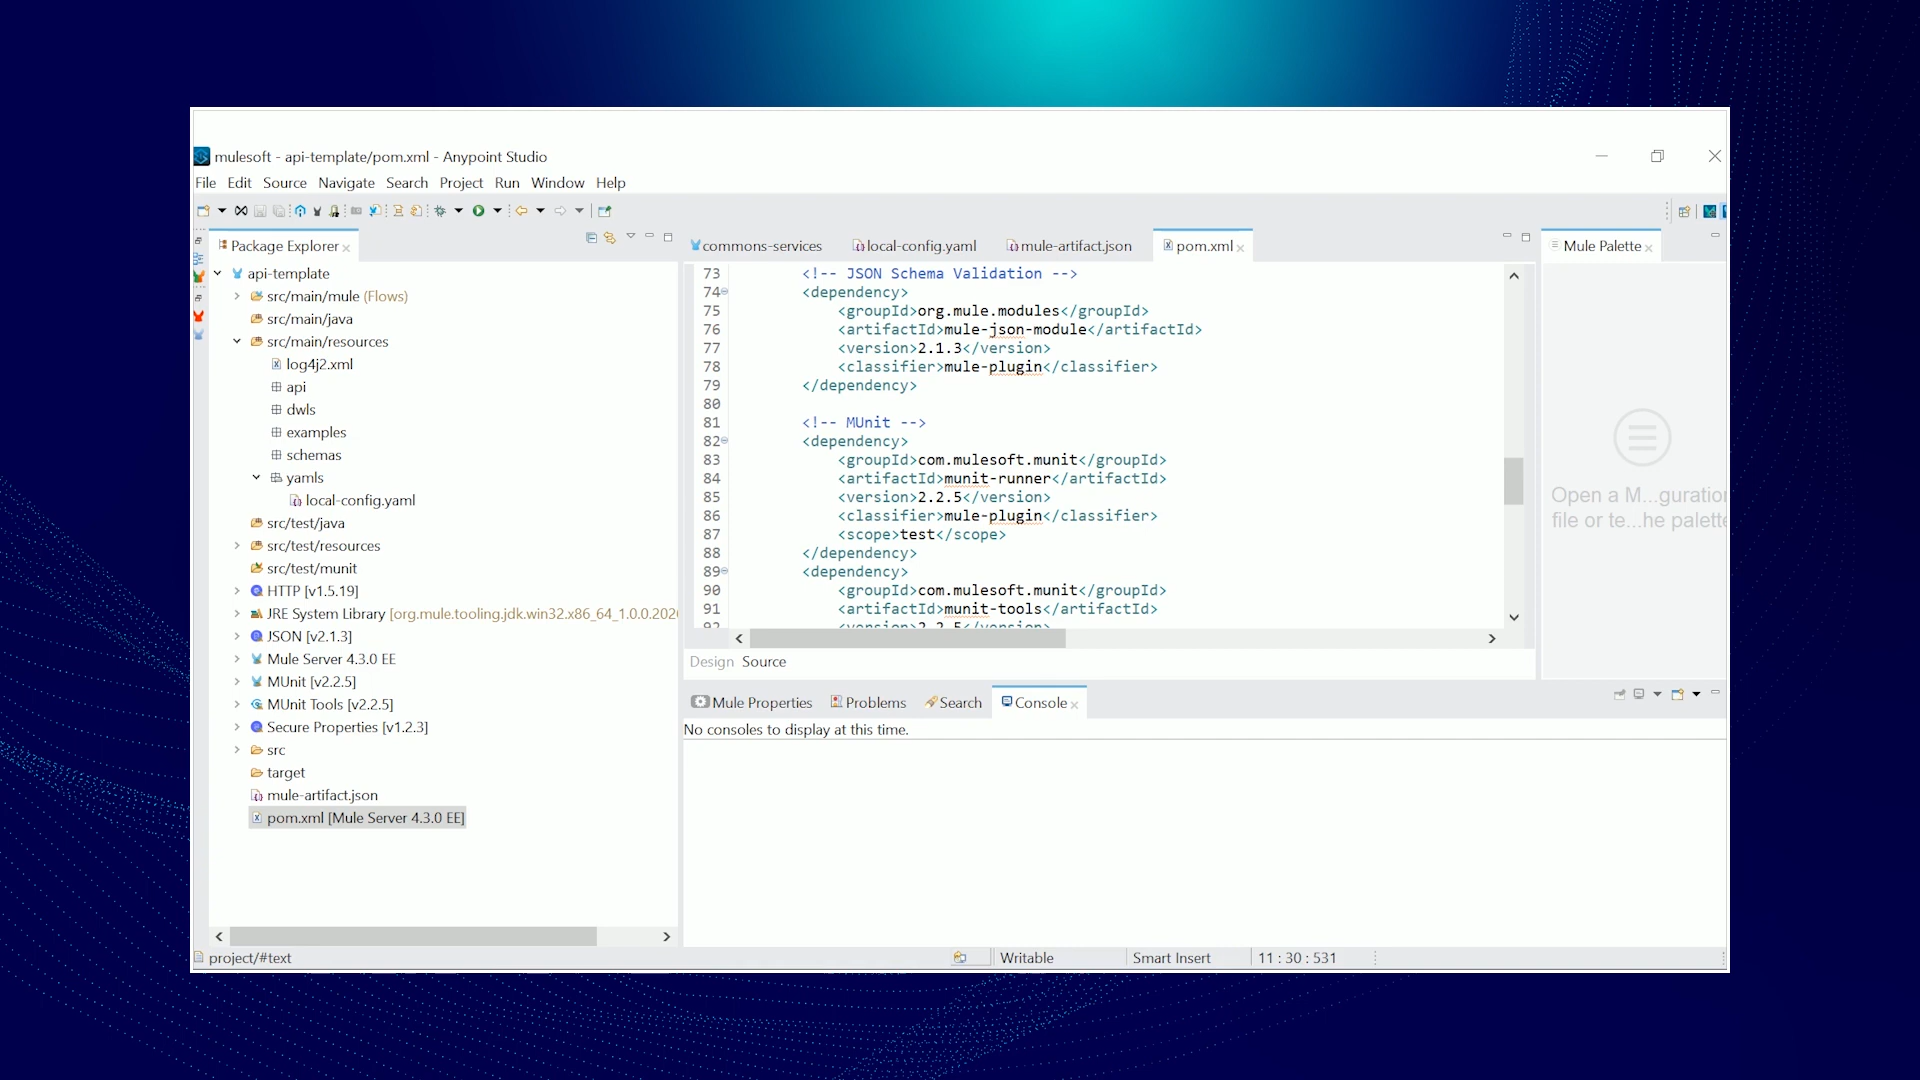 mulesoft - api-template/pom.xml - Anypoint Studio
File Edit Source Navigate Search Project Run Window Help
Package Explorer
api-template
src/main/mule (Flows)
src/main/java
src/main/resources
log4j2.xml
api
dwls
examples
schemas
yamls
local-config.yaml
src/test/java
src/test/resources
src/test/munit
HTTP [v1.5.19]
JRE System Library [org.mule.tooling.jdk.win32.x86_64_1.0.0.202
JSON [v2.1.3]
Mule Server 4.3.0 EE
MUnit [v2.2.5]
MUnit Tools [v2.2.5]
Secure Properties [v1.2.3]
src
target
mule-artifact.json
pom.xml [Mule Server 4.3.0 EE]
commons-services local-config.yaml mule-artifact.json pom.xml
73 <!-- JSON Schema Validation -->
74 <dependency>
75 <groupId>org.mule.modules</groupId>
76 <artifactId>mule-json-module</artifactId>
77 <version>2.1.3</version>
78 <classifier>mule-plugin</classifier>
79 </dependency>
80
81 <!-- MUnit -->
82 <dependency>
83 <groupId>com.mulesoft.munit</groupId>
84 <artifactId>munit-runner</artifactId>
85 <version>2.2.5</version>
86 <classifier>mule-plugin</classifier>
87 <scope>test</scope>
88 </dependency>
89 <dependency>
90 <groupId>com.mulesoft.munit</groupId>
91 <artifactId>munit-tools</artifactId>
92 <version>2.2.5</version>
Design Source
Mule Palette
Open a M...guration
file or te...he palette
Mule Properties Problems Search Console
No consoles to display at this time.
project/#text
Writable Smart Insert 11 : 30 : 531